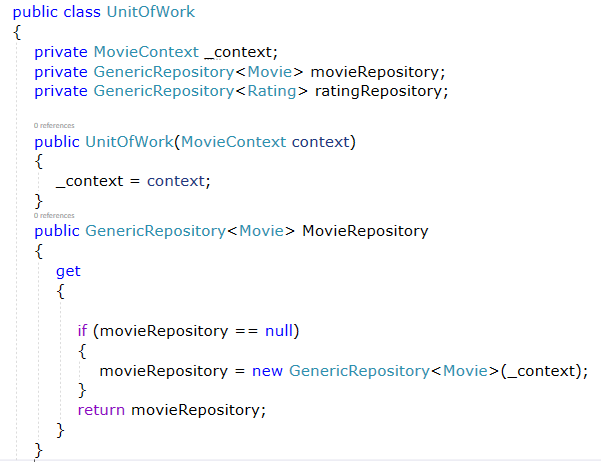 public class UnitOfWork
{
private MovieContext _context;
private GenericRepository<Movie> movieRepository;
private GenericRepository<Rating> ratingRepository;
0 references
public UnitOfWork(MovieContext context)
{
_context = context;
}
0 references
public GenericRepository<Movie> MovieRepository
{
get
{
if (movieRepository == null)
{
movieRepository = new GenericRepository<Movie>(_context);
}
return movieRepository;
}
}